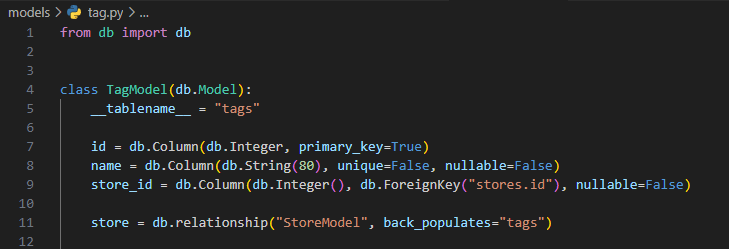 models > tag.py > ...
1 from db import db
2
3
4 class TagModel(db.Model):
5     __tablename__ = "tags"
6
7     id = db.Column(db.Integer, primary_key=True)
8     name = db.Column(db.String(80), unique=False, nullable=False)
9     store_id = db.Column(db.Integer(), db.ForeignKey("stores.id"), nullable=False)
10
11     store = db.relationship("StoreModel", back_populates="tags")
12